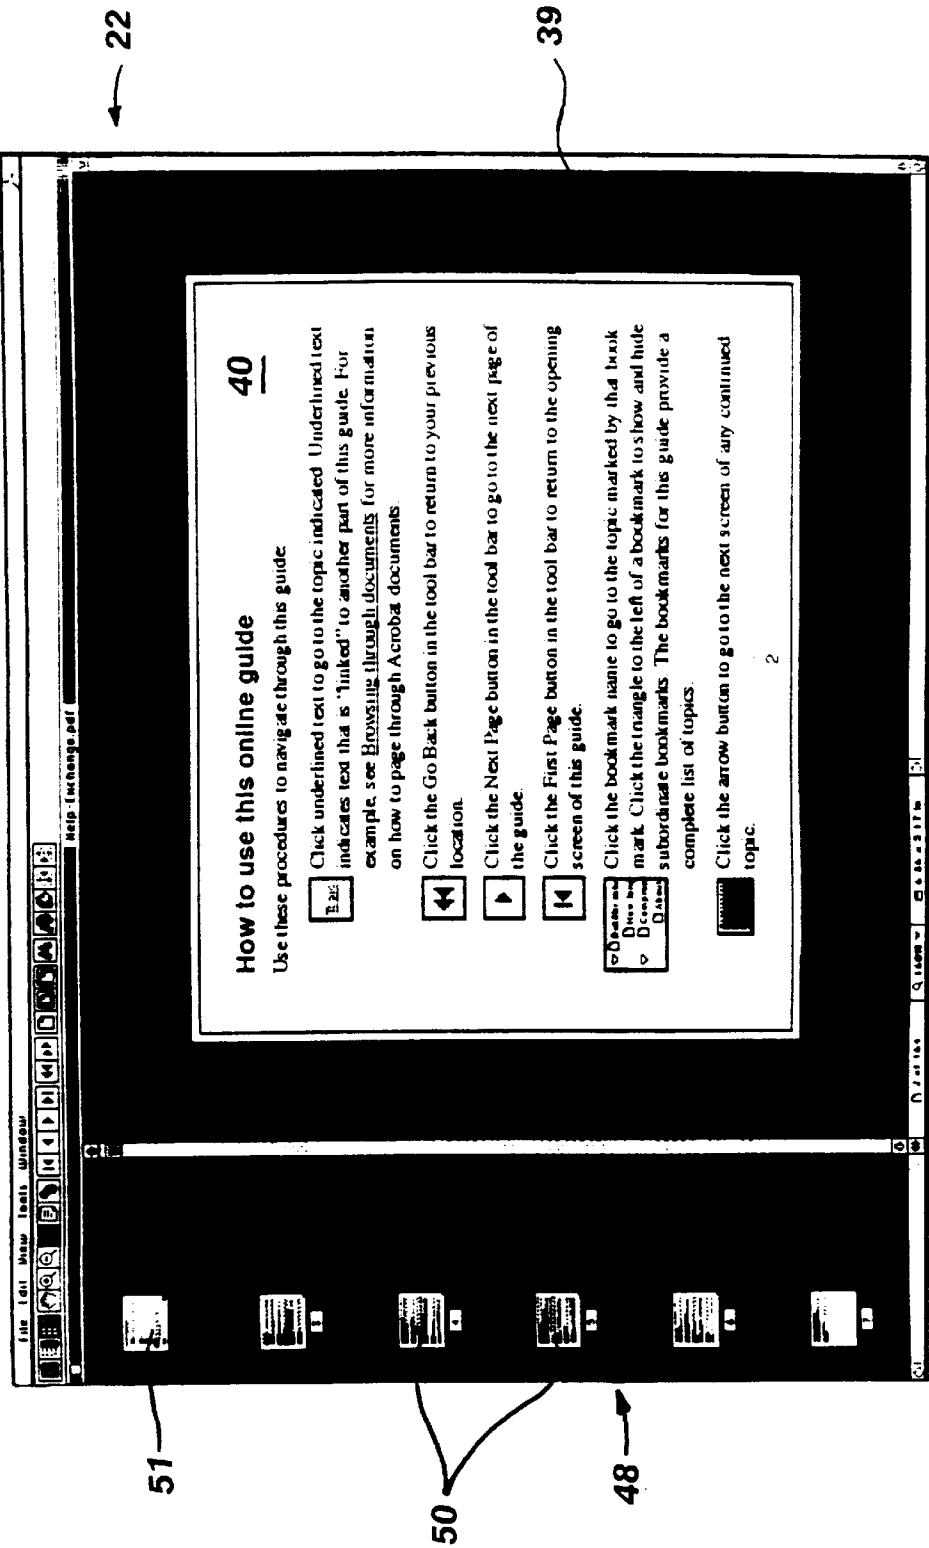 22
39
File Edit View Tools Window
Help-Exchange.pdf
How to use this online guide
40
Use these procedures to navigate through this guide:
Click underlined text to go to the topic indicated. Underlined text
indicates text that is "linked" to another part of this guide. For
example, see Browsing through documents for more information
on how to page through Acrobat documents.
Click the Go Back button in the tool bar to return to your previous
location.
Click the Next Page button in the tool bar to go to the next page of
the guide.
Click the First Page button in the tool bar to return to the opening
screen of this guide.
Click the bookmark name to go to the topic marked by that book
mark. Click the triangle to the left of a bookmark to show and hide
subordinate bookmarks. The bookmarks for this guide provide a
complete list of topics.
Click the arrow button to go to the next screen of any continued
topic.
2
3
4
5
6
7
51
50
48